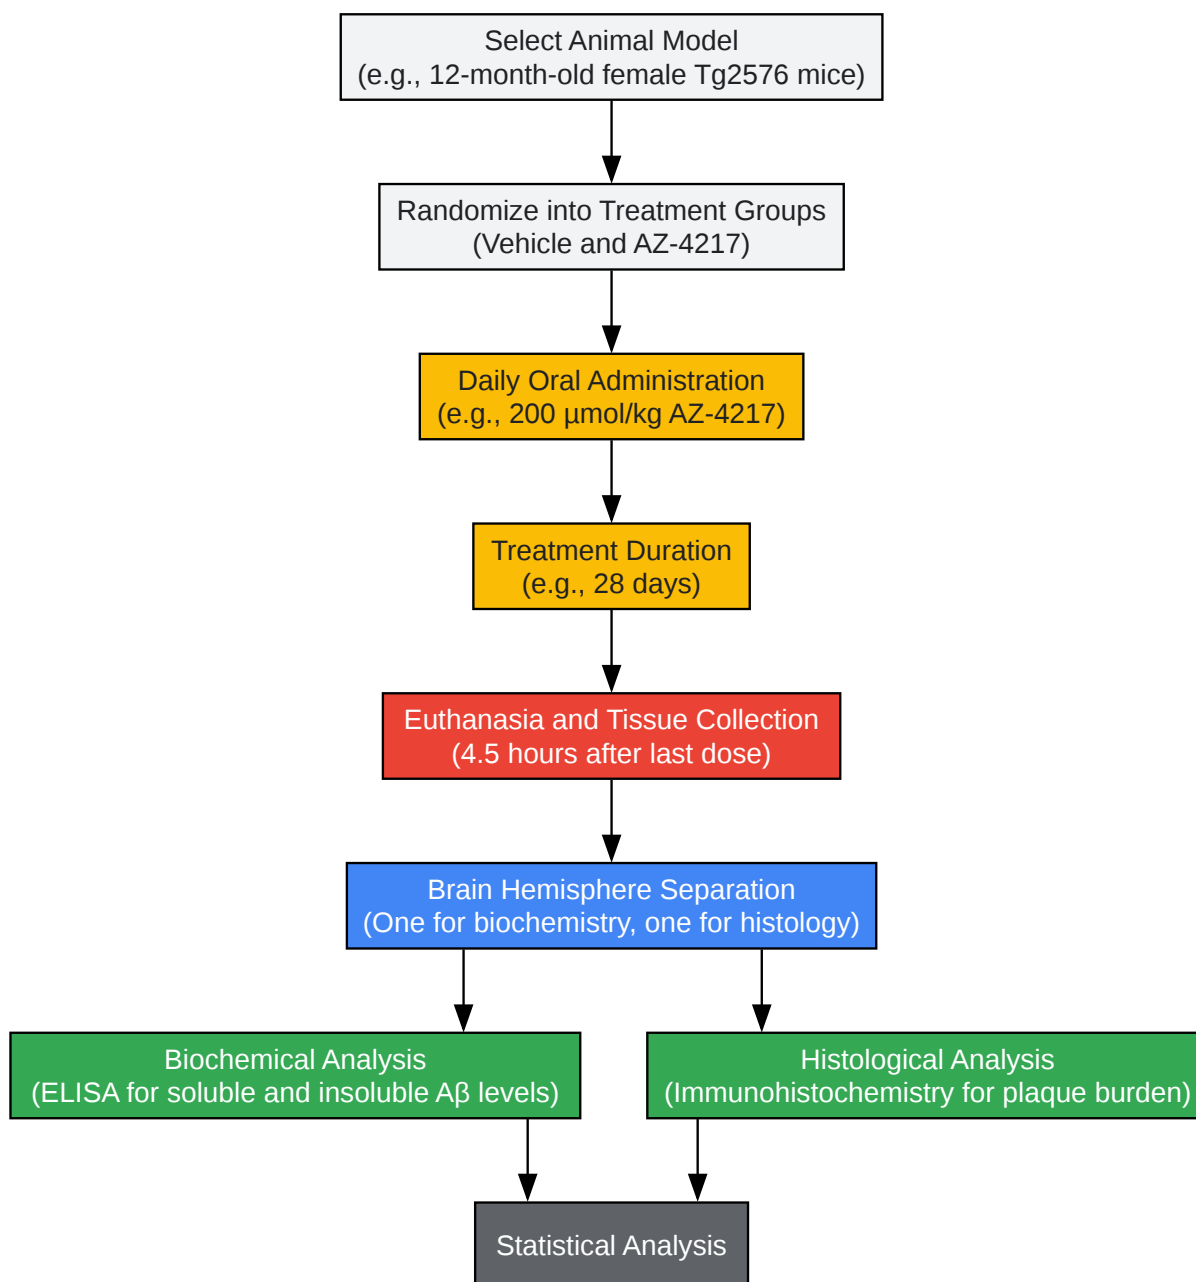 Select Animal Model
(e.g., 12-month-old female Tg2576 mice)
Randomize into Treatment Groups
(Vehicle and AZ-4217)
Daily Oral Administration
(e.g., 200 µmol/kg AZ-4217)
Treatment Duration
(e.g., 28 days)
Euthanasia and Tissue Collection
(4.5 hours after last dose)
Brain Hemisphere Separation
(One for biochemistry, one for histology)
Biochemical Analysis
(ELISA for soluble and insoluble Aβ levels)
Histological Analysis
(Immunohistochemistry for plaque burden)
Statistical Analysis